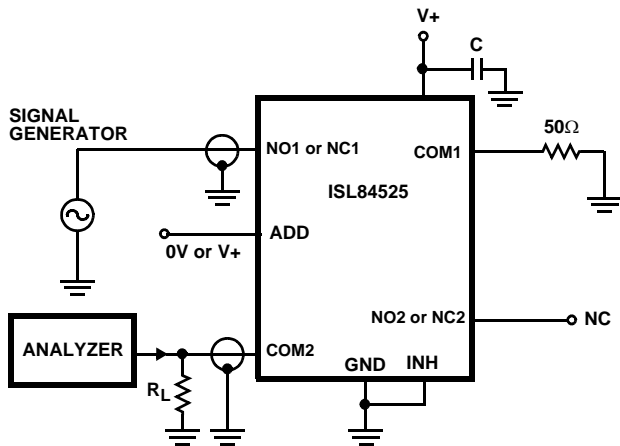 V+
C
SIGNAL
GENERATOR
50Ω
NO1 or NC1
COM1
ISL84525
ADD
0V or V+
NO2 or NC2
NC
ANALYZER
COM2
GND
INH
RL